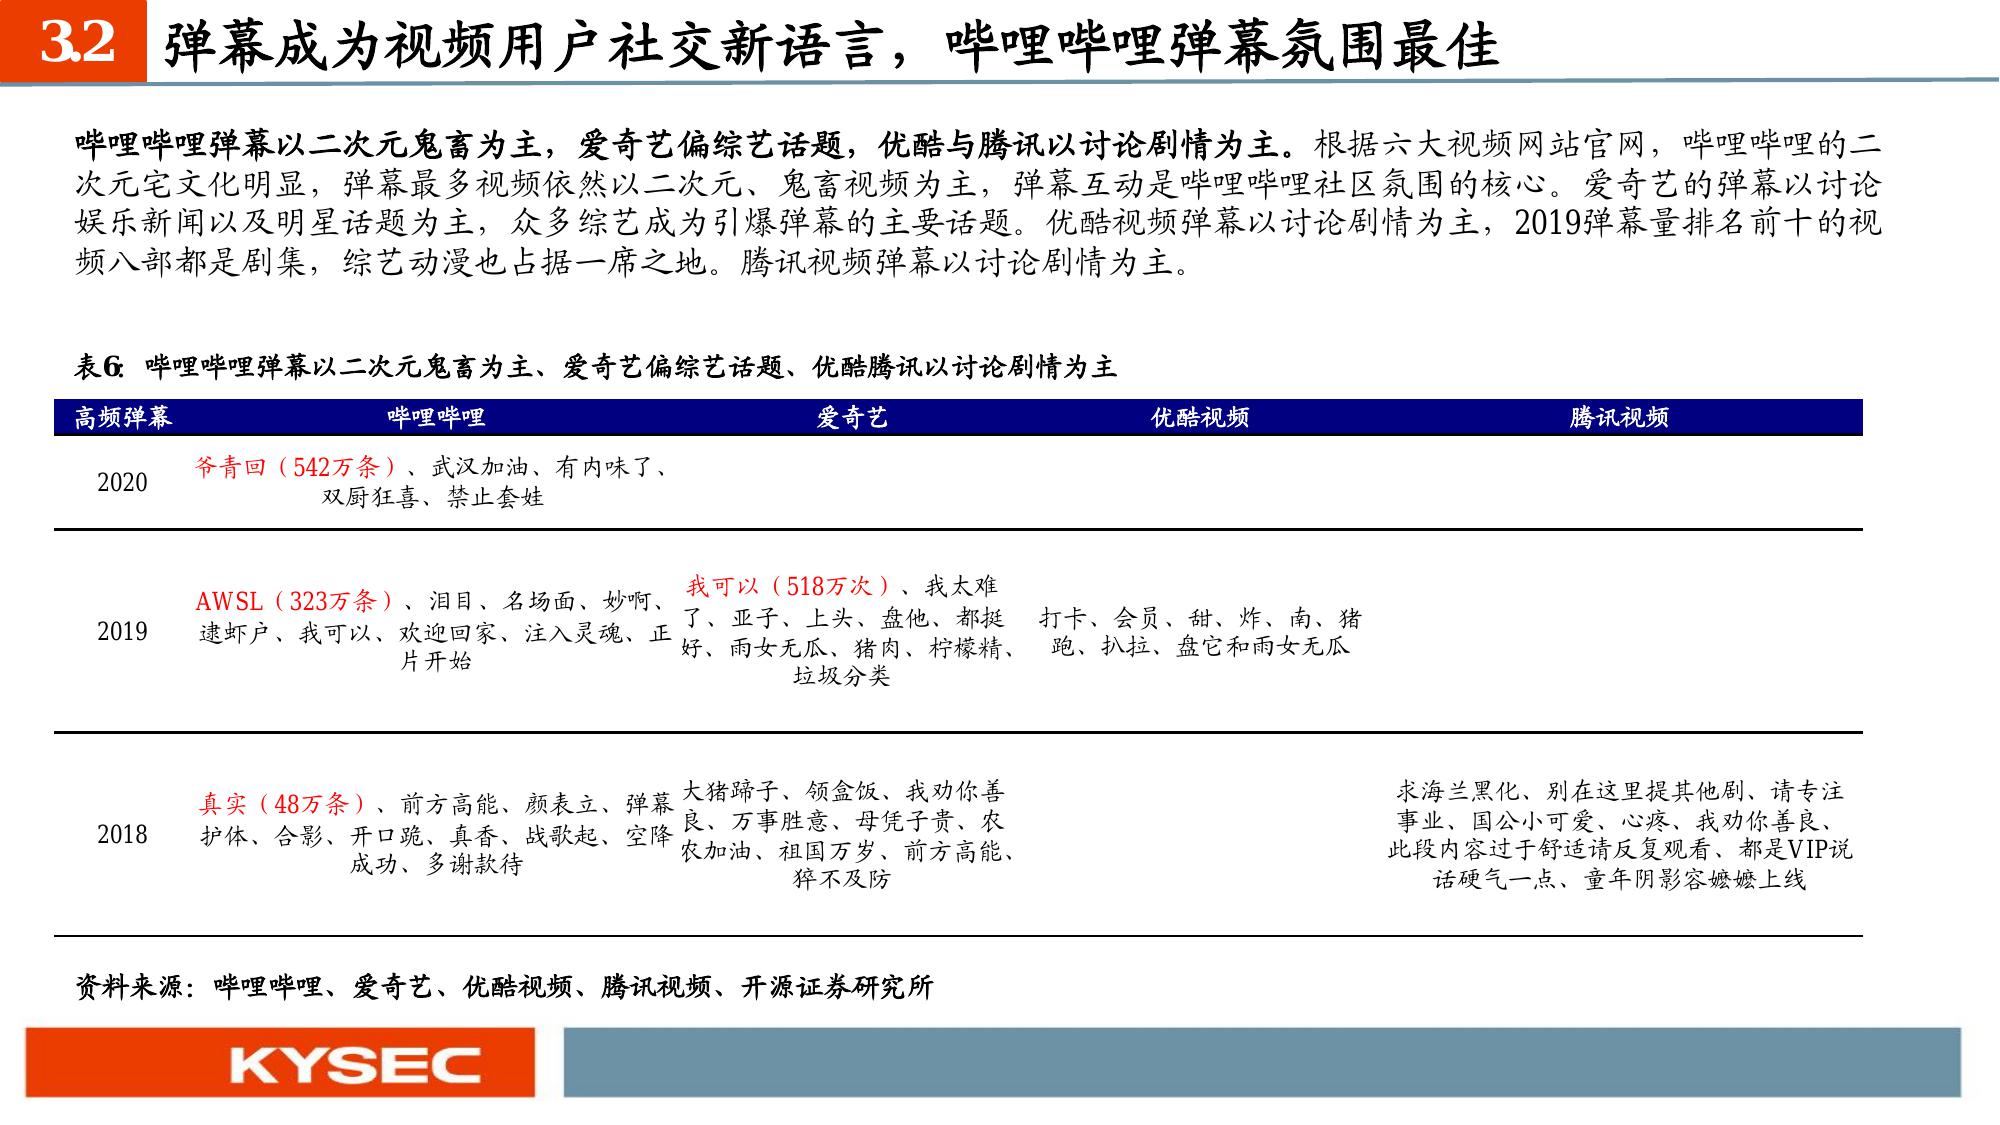 3.2 弹幕成为视频用户社交新语言，哔哩哔哩弹幕氛围最佳
哔哩哔哩弹幕以二次元鬼畜为主，爱奇艺偏综艺话题，优酷与腾讯以讨论剧情为主。根据六大视频网站官网，哔哩哔哩的二
次元宅文化明显，弹幕最多视频依然以二次元、鬼畜视频为主，弹幕互动是哔哩哔哩社区氛围的核心。爱奇艺的弹幕以讨论
娱乐新闻以及明星话题为主，众多综艺成为引爆弹幕的主要话题。优酷视频弹幕以讨论剧情为主，2019弹幕量排名前十的视
频八部都是剧集，综艺动漫也占据一席之地。腾讯视频弹幕以讨论剧情为主。
表6：哔哩哔哩弹幕以二次元鬼畜为主、爱奇艺偏综艺话题、优酷腾讯以讨论剧情为主
高频弹幕 哔哩哔哩 爱奇艺 优酷视频 腾讯视频
2020
爷青回（542万条）、武汉加油、有内味了、
双厨狂喜、禁止套娃
2019
AWSL（323万条）、泪目、名场面、妙啊、
逮虾户、我可以、欢迎回家、注入灵魂、正
片开始
我可以（518万次）、我太难
了、亚子、上头、盘他、都挺
好、雨女无瓜、猪肉、柠檬精、
垃圾分类
打卡、会员、甜、炸、南、猪
跑、扒拉、盘它和雨女无瓜
2018
真实（48万条）、前方高能、颜表立、弹幕
护体、合影、开口跪、真香、战歌起、空降
成功、多谢款待
大猪蹄子、领盒饭、我劝你善
良、万事胜意、母凭子贵、农
农加油、祖国万岁、前方高能、
猝不及防
求海兰黑化、别在这里提其他剧、请专注
事业、国公小可爱、心疼、我劝你善良、
此段内容过于舒适请反复观看、都是VIP说
话硬气一点、童年阴影容嬷嬷上线
资料来源：哔哩哔哩、爱奇艺、优酷视频、腾讯视频、开源证券研究所
KYSEC